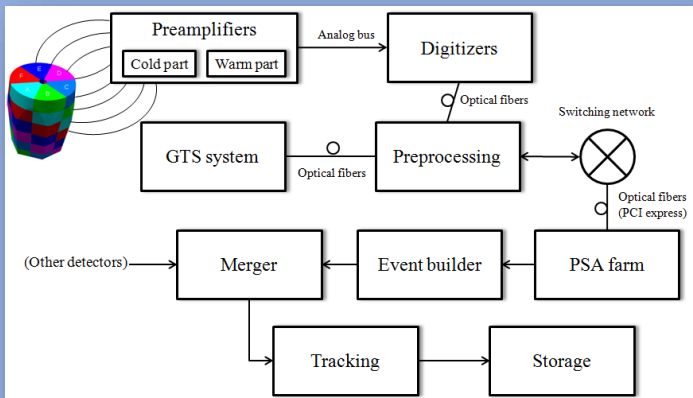 Preamplifiers
Cold part
Warm part
Analog bus
Digitizers
E
D
F
C
A
B
Optical fibers
Switching network
GTS system
Optical fibers
Preprocessing
Optical fibers
(PCI express)
(Other detectors)
Merger
Event builder
PSA farm
Tracking
Storage